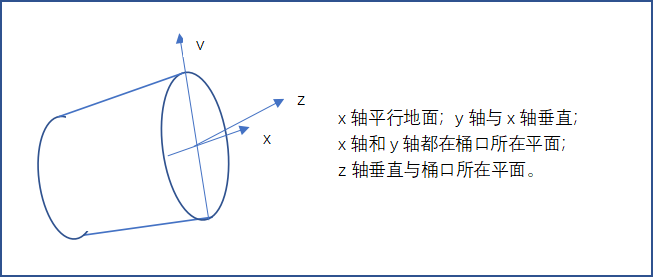 V
Z
X
x 轴平行地面；y 轴与 x 轴垂直；
x 轴和 y 轴都在桶口所在平面；
z 轴垂直与桶口所在平面。